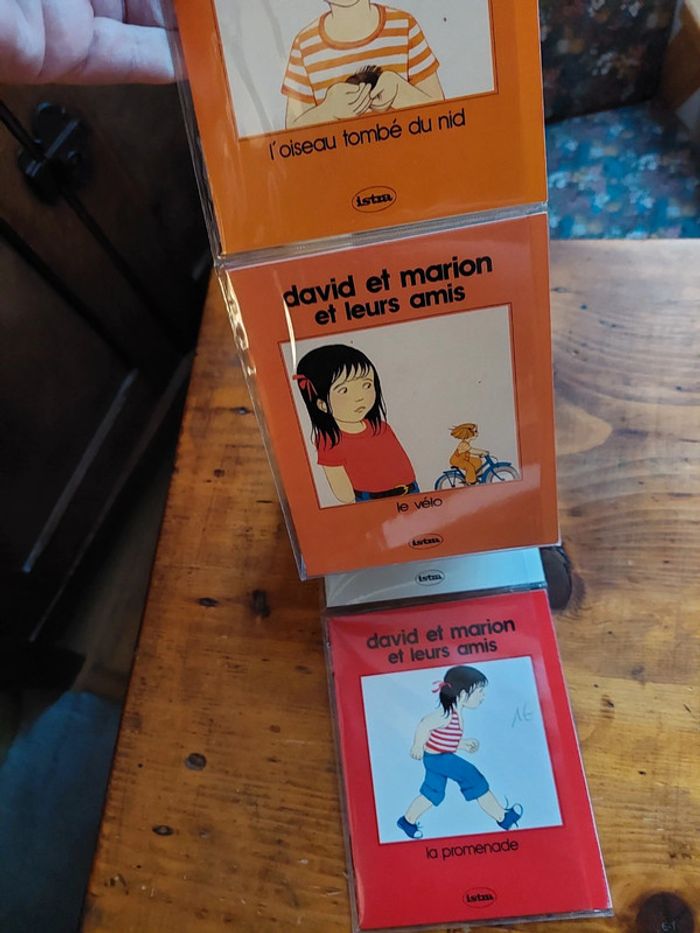 l'oiseau tombé du nid
istra
david et marion
et leurs amis
le vélo
istra
istra
david et marion
et leurs amis
1€
la promenade
istra